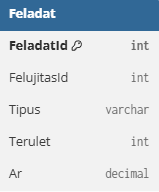 Feladat
FeladatId int
FelujitasId int
Tipus varchar
Terulet int
Ar decimal